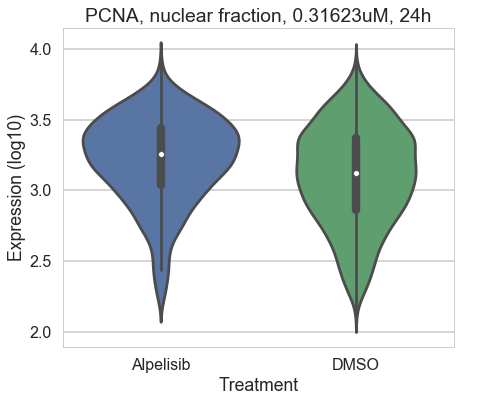 PCNA, nuclear fraction, 0.31623uM, 24h
4.0
3.5
3.0
2.5
2.0
Expression (log10)
Alpelisib
DMSO
Treatment